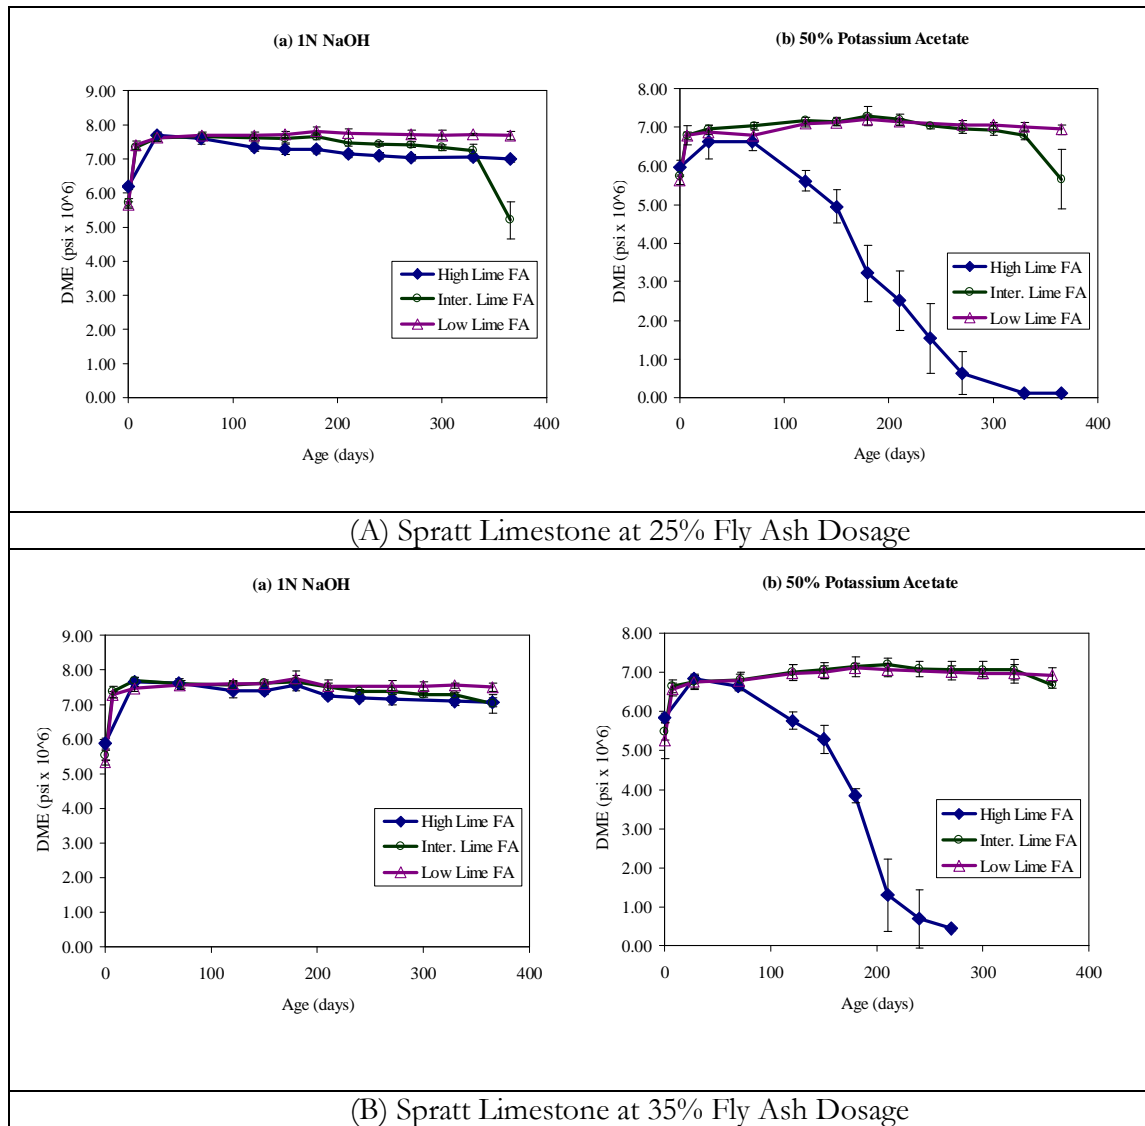 (a) 1N NaOH
9.00
8.00
7.00
6.00
5.00
4.00
3.00
2.00
1.00
0.00
DME (psi x 10^6)
0 100 200 300 400
Age (days)
High Lime FA
Inter. Lime FA
Low Lime FA
(b) 50% Potassium Acetate
8.00
7.00
6.00
5.00
4.00
3.00
2.00
1.00
0.00
DME (psi x 10^6)
0 100 200 300 400
Age (days)
High Lime FA
Inter. Lime FA
Low Lime FA
(A) Spratt Limestone at 25% Fly Ash Dosage
(a) 1N NaOH
9.00
8.00
7.00
6.00
5.00
4.00
3.00
2.00
1.00
0.00
DME (psi x 10^6)
0 100 200 300 400
Age (days)
High Lime FA
Inter. Lime FA
Low Lime FA
(b) 50% Potassium Acetate
8.00
7.00
6.00
5.00
4.00
3.00
2.00
1.00
0.00
DME (psi x 10^6)
0 100 200 300 400
Age (days)
High Lime FA
Inter. Lime FA
Low Lime FA
(B) Spratt Limestone at 35% Fly Ash Dosage